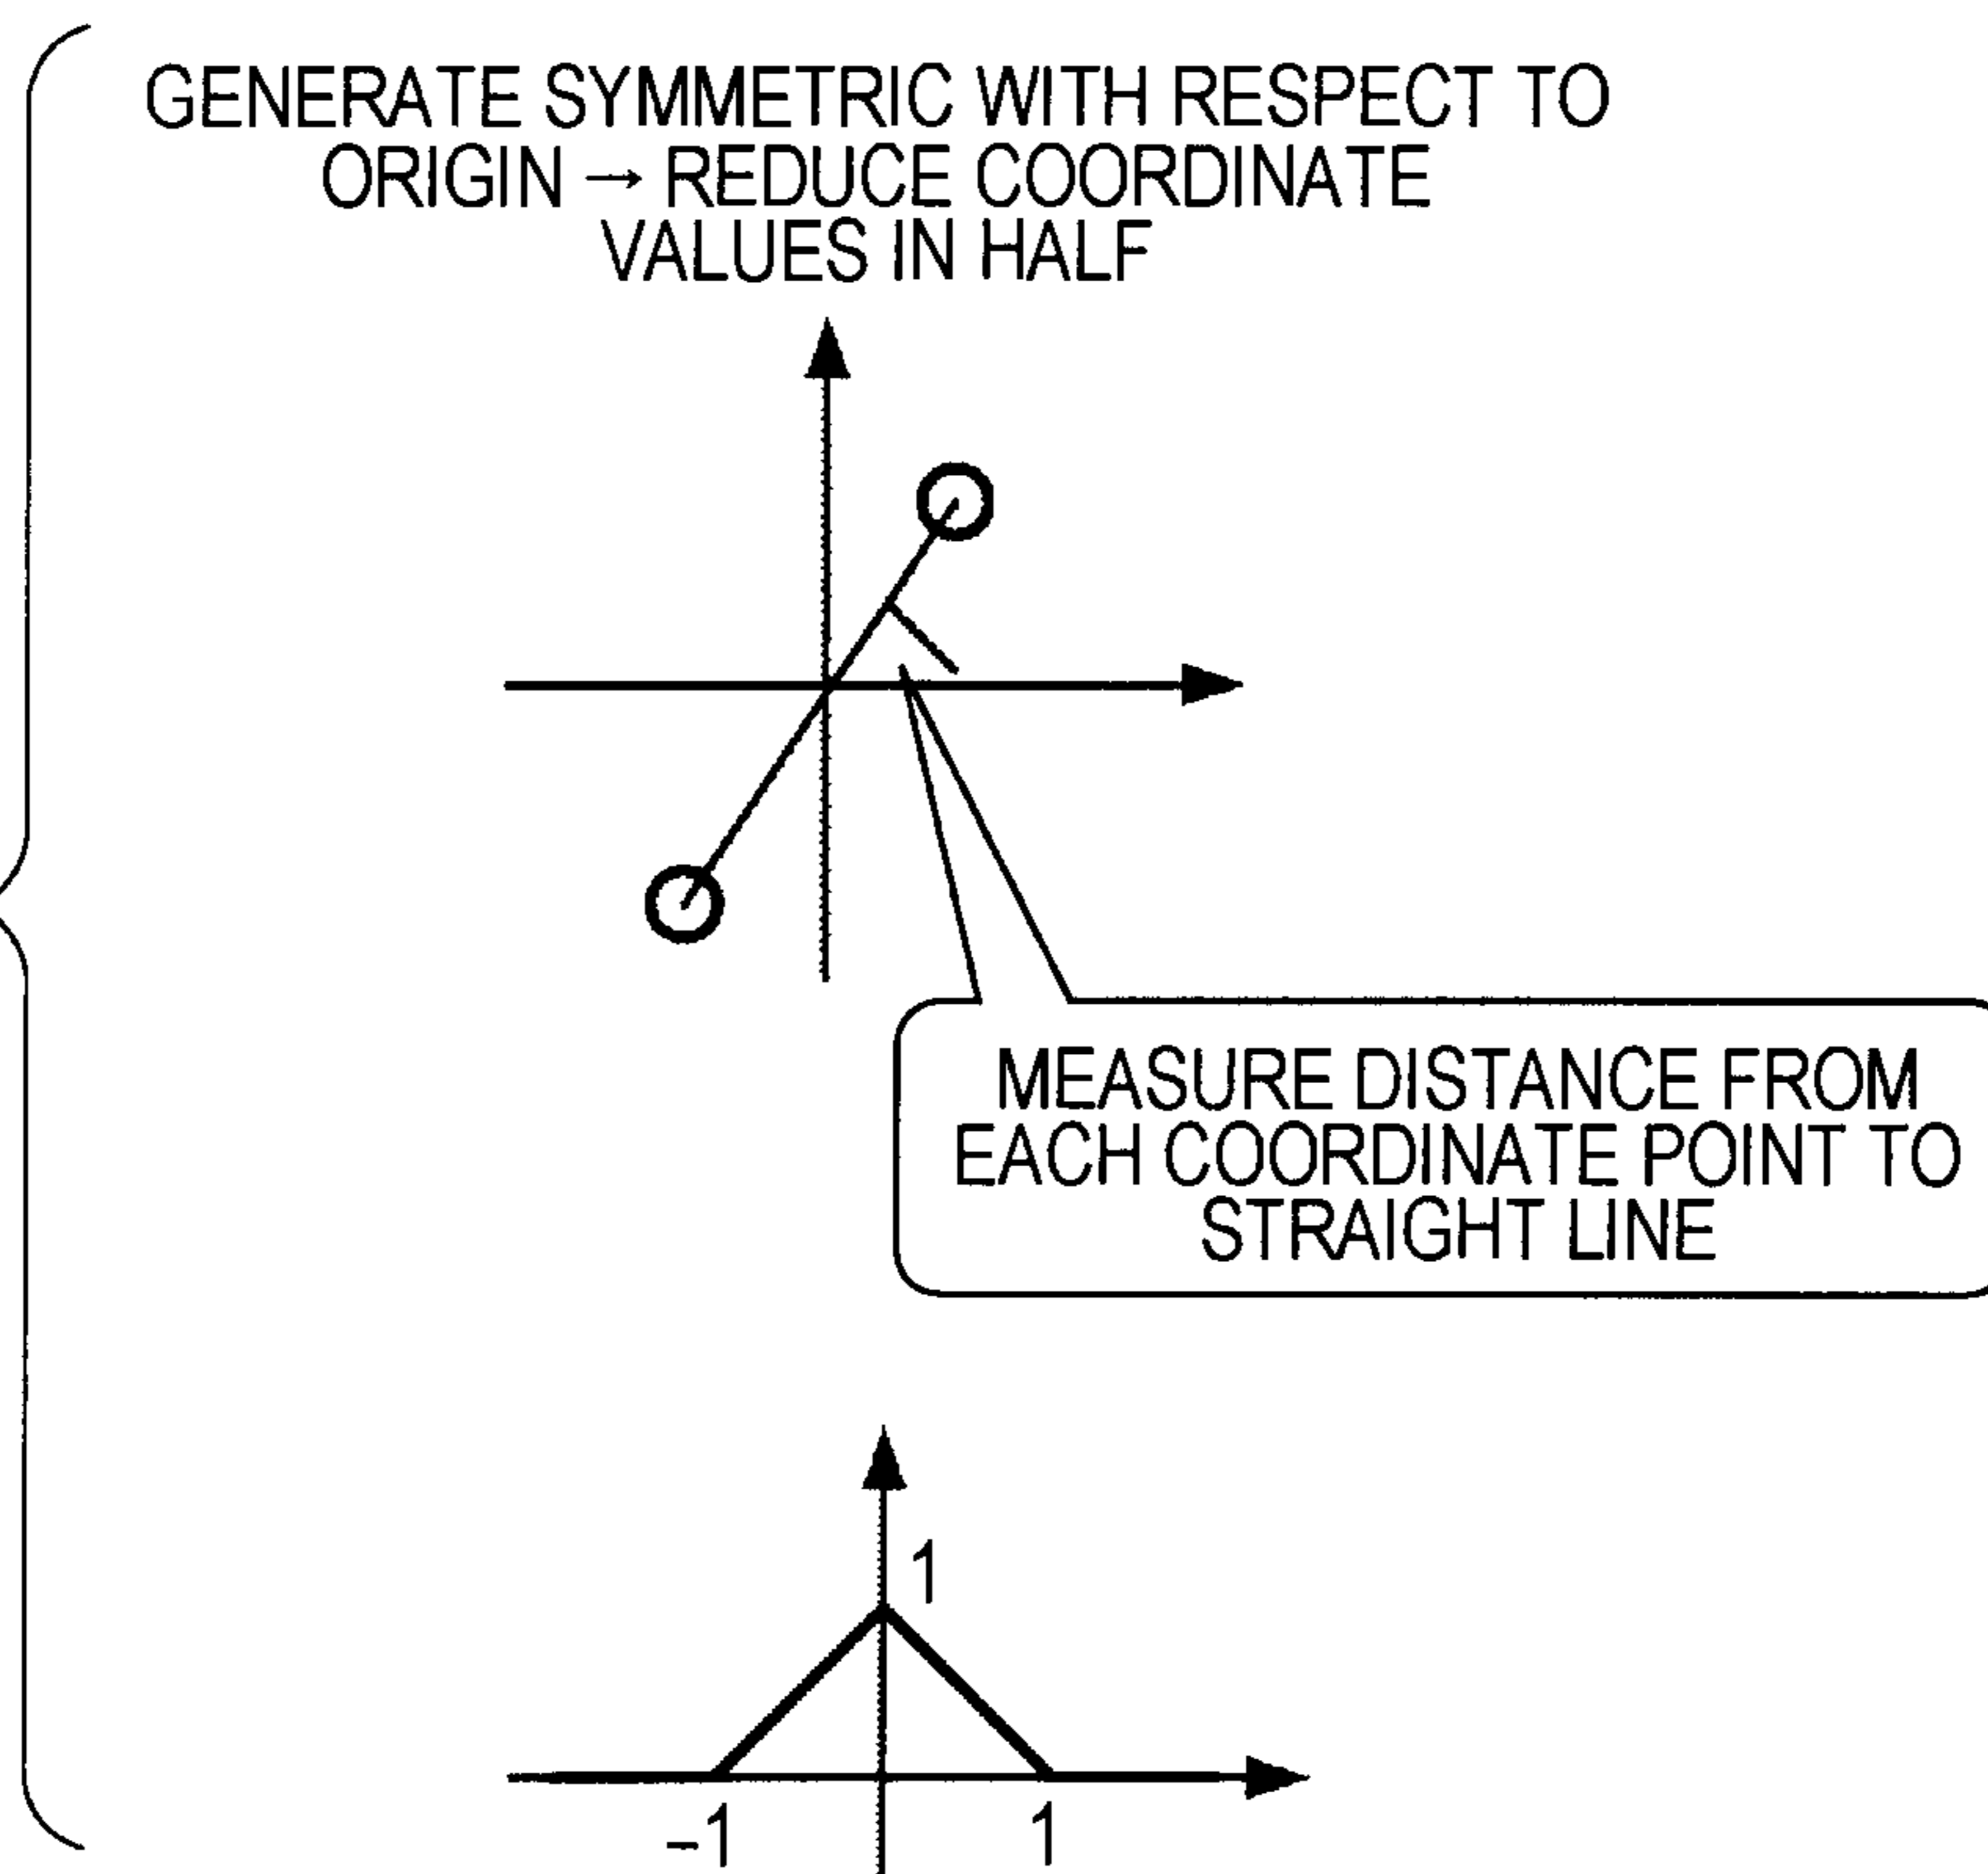 GENERATE SYMMETRIC WITH RESPECT TO
ORIGIN → REDUCE COORDINATE
VALUES IN HALF
MEASURE DISTANCE FROM
EACH COORDINATE POINT TO
STRAIGHT LINE
1
-1
1